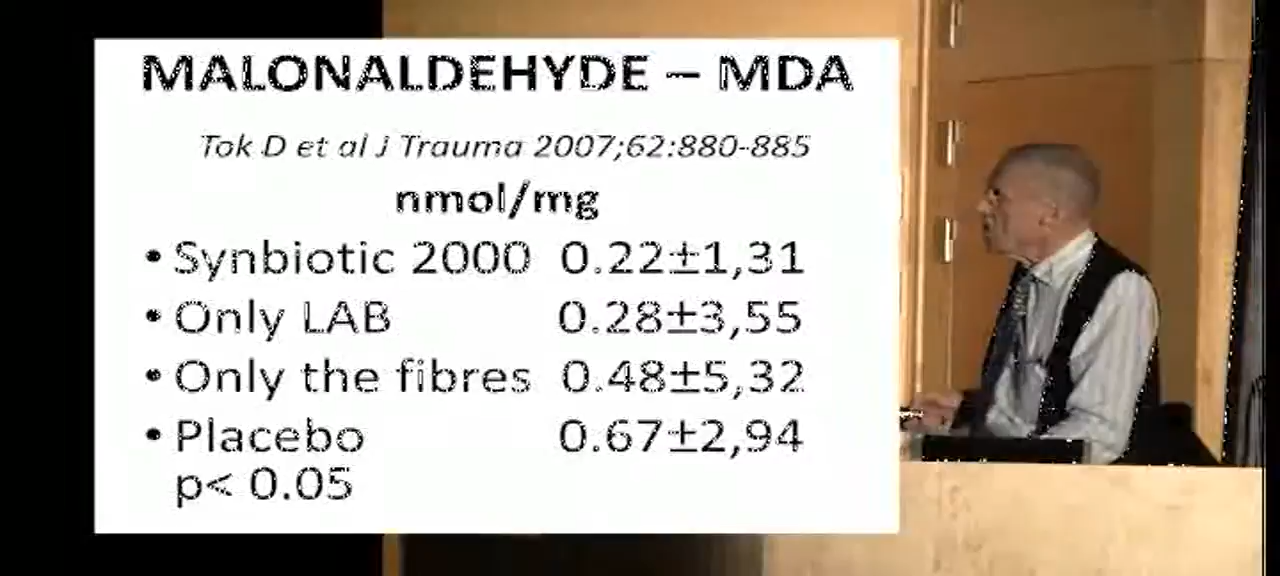 MALONALDEHYDE – MDA
Tok D et al J Trauma 2007;62:880-885
nmol/mg
• Synbiotic 2000 0.22±1,31
• Only LAB 0.28±3,55
• Only the fibres 0.48±5,32
• Placebo 0.67±2,94
p< 0.05